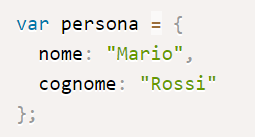 var persona = {
  nome: "Mario",
  cognome: "Rossi"
};